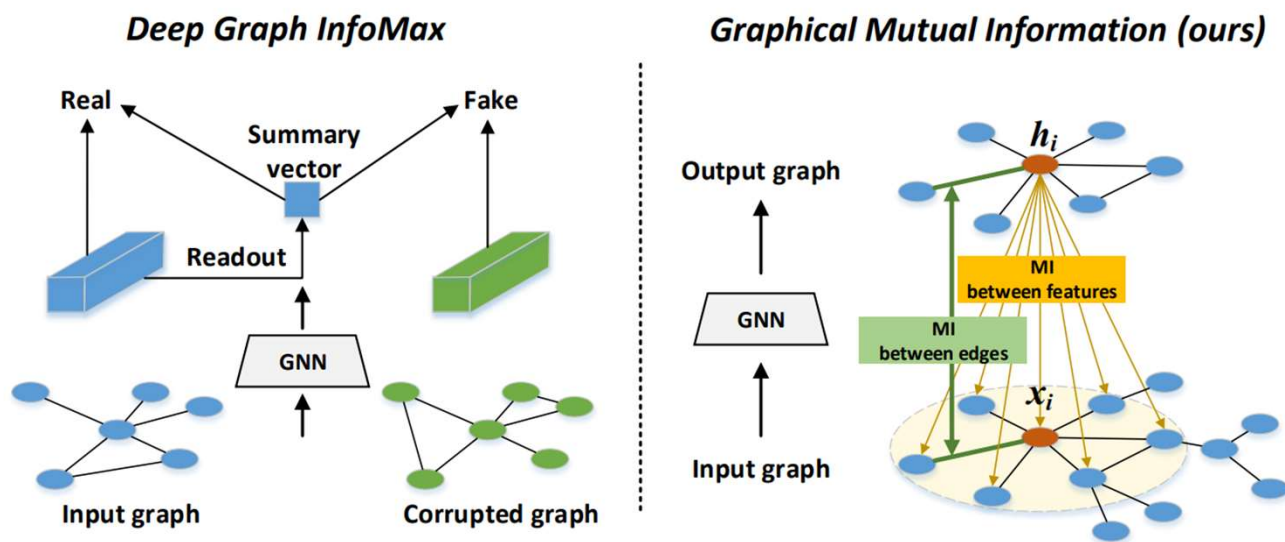 Deep Graph InfoMax
Real
Fake
Summary
vector
Readout
GNN
Input graph
Corrupted graph
Graphical Mutual Information (ours)
Output graph
GNN
Input graph
h_i
MI
between features
MI
between edges
x_i